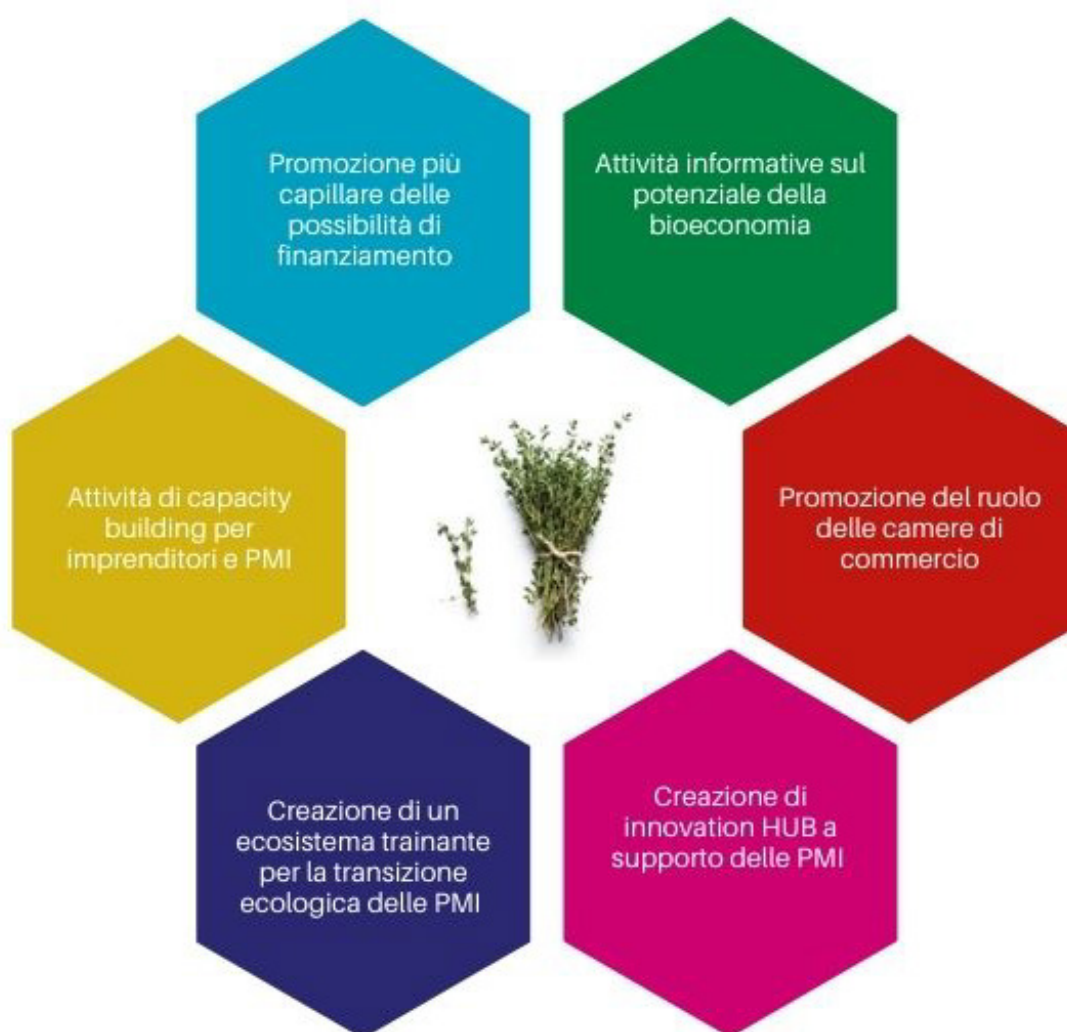 Promozione più
capillare delle
possibilità di
finanziamento
Attività informative sul
potenziale della
bioeconomia
Attività di capacity
building per
imprenditori e PMI
Promozione del ruolo
delle camere di
commercio
Creazione di un
ecosistema trainante
per la transizione
ecologica delle PMI
Creazione di
innovation HUB a
supporto delle PMI